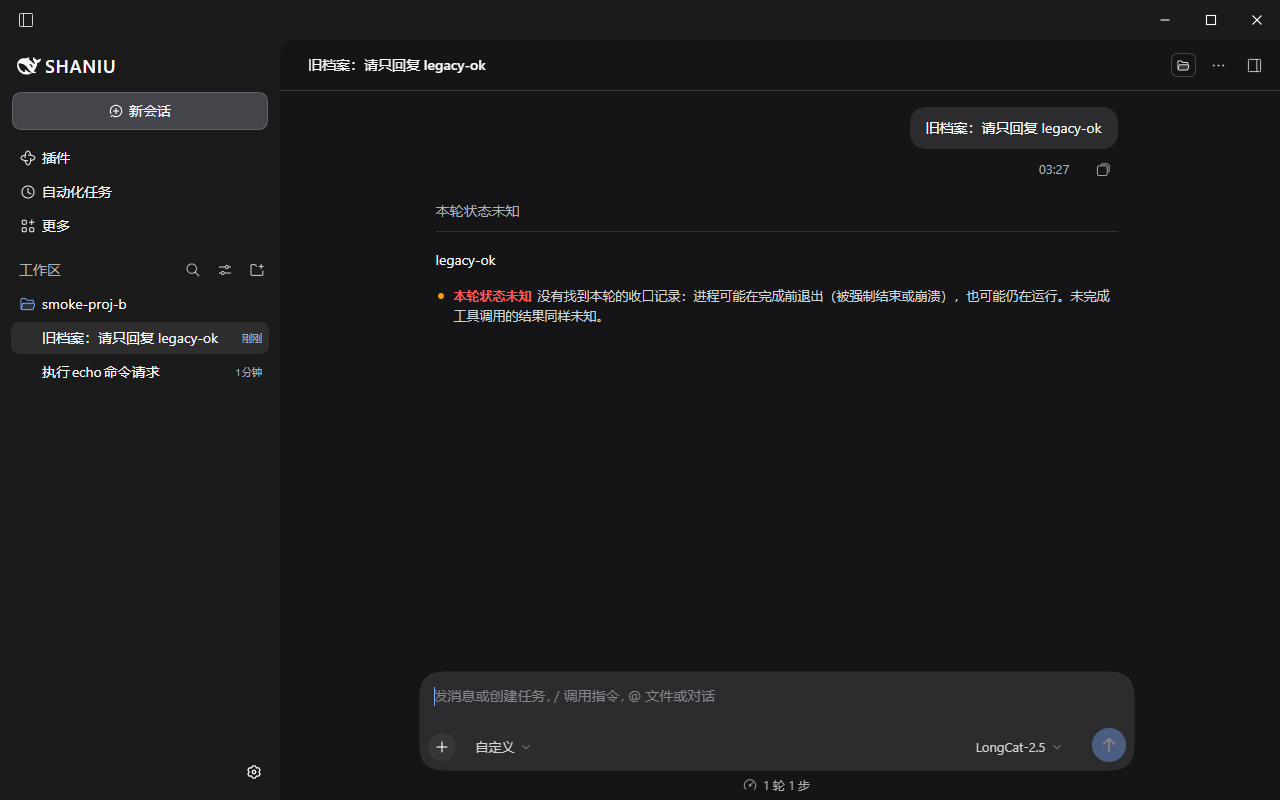 SHANIU
新会话
插件
自动化任务
更多
工作区
smoke-proj-b
旧档案：请只回复 legacy-ok 刚刚
执行 echo 命令请求 1分钟
旧档案：请只回复 legacy-ok
旧档案：请只回复 legacy-ok
03:27
本轮状态未知
legacy-ok
本轮状态未知 没有找到本轮的收口记录：进程可能在完成前退出（被强制结束或崩溃），也可能仍在运行。未完成
工具调用的结果同样未知。
发消息或创建任务, / 调用指令, @ 文件或对话
自定义
LongCat-2.5
1 轮 1 步